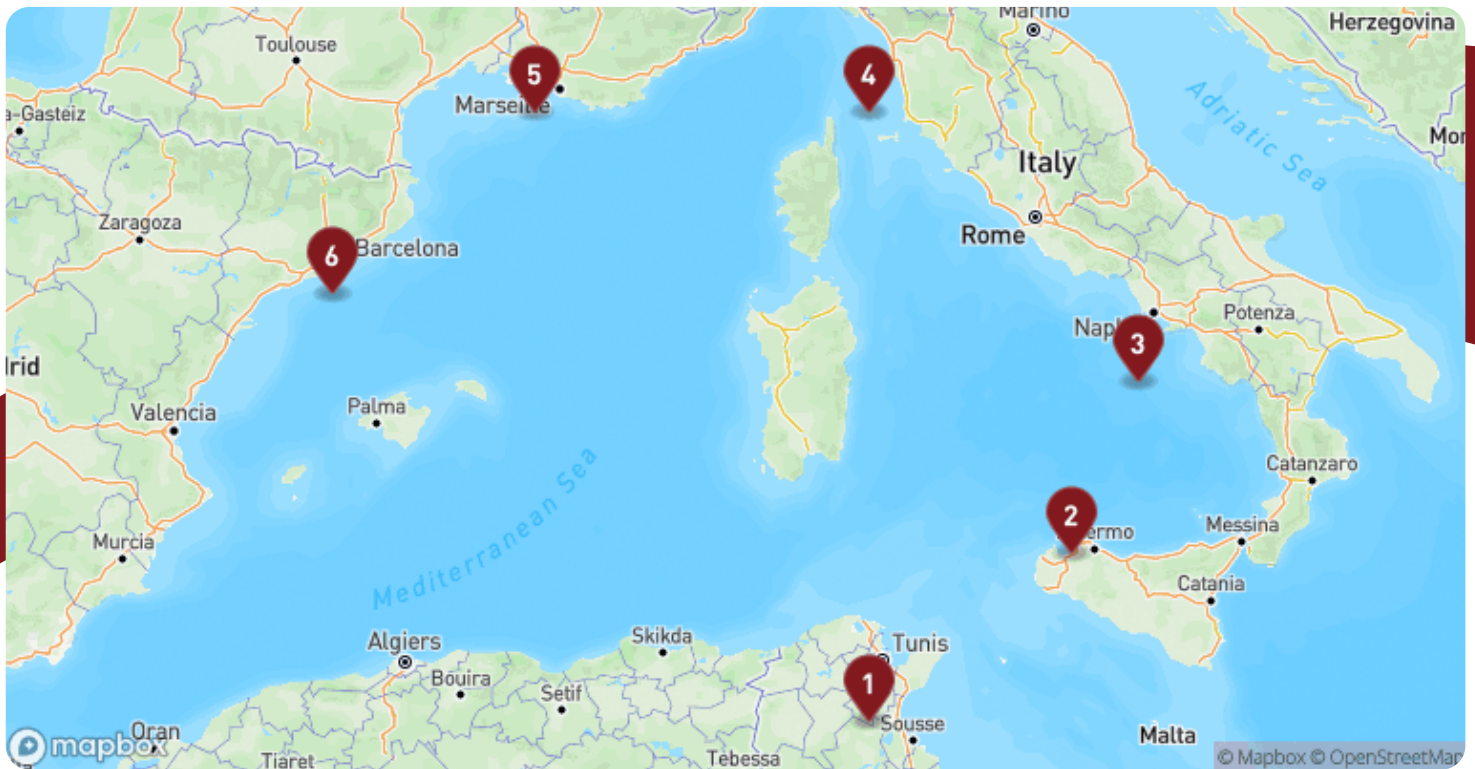 Marino
Herzegovina
Toulouse
5
4
Marseille
Adriatic Sea
a-Gasteiz
Mon
Italy
Zaragoza
Rome
6
Barcelona
Potenza
Nap
3
drid
Palma
Valencia
Catanzaro
Mediterranean Sea
2
ermo
Messina
Murcia
Catania
Algiers
Skikda
Tunis
Bouira
1
Setif
Sousse
Oran
Malta
mapbox
Tiaret
Tebessa
© Mapbox © OpenStreetMap